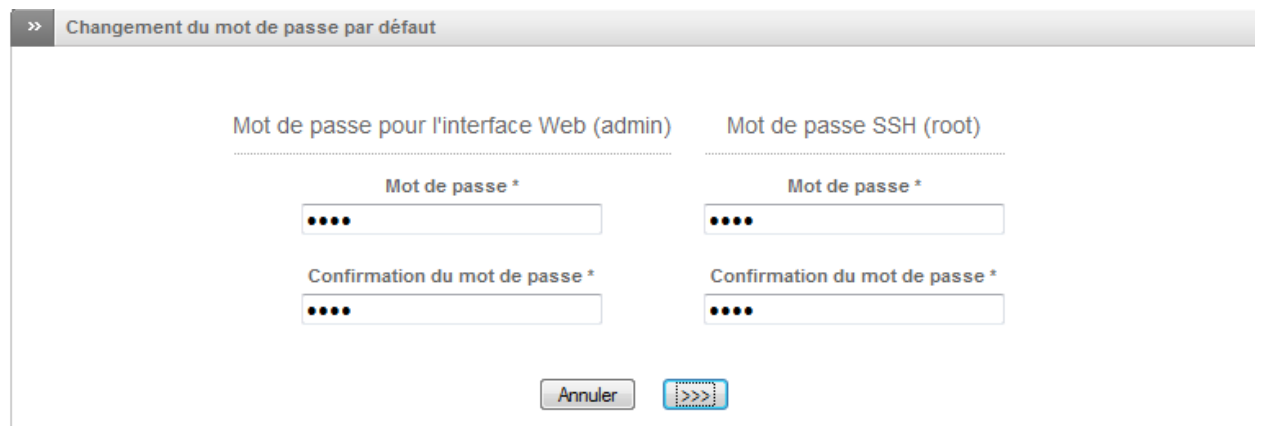 >> Changement du mot de passe par défaut
Mot de passe pour l'interface Web (admin) Mot de passe SSH (root)
Mot de passe * Mot de passe *
•••• ••••
Confirmation du mot de passe * Confirmation du mot de passe *
•••• ••••
Annuler >>>